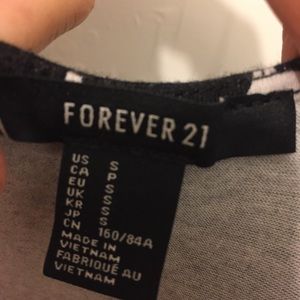 FOREVER 21
US S
CA P
EU S
UK S
KR S
JP S
CN 160/84A
MADE IN
VIETNAM
FABRIQUÉ AU
VIETNAM